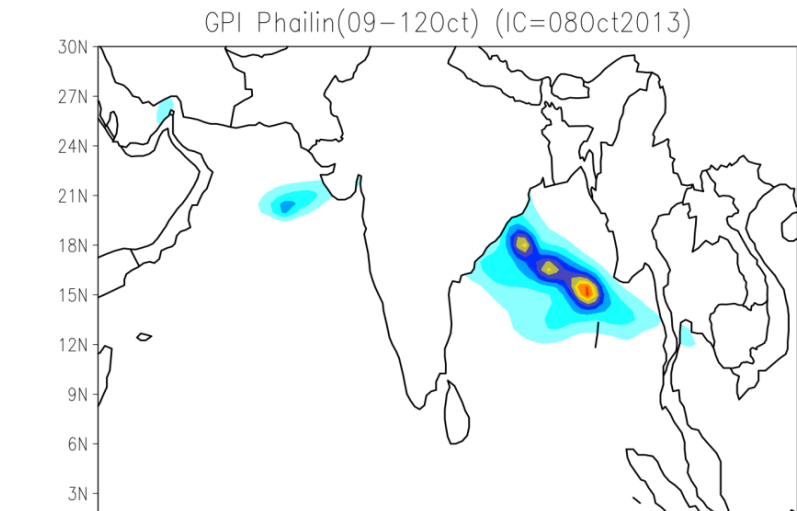 GPI Phailin(09-12Oct) (IC=08Oct2013)
30N
27N
24N
21N
18N
15N
12N
9N
6N
3N